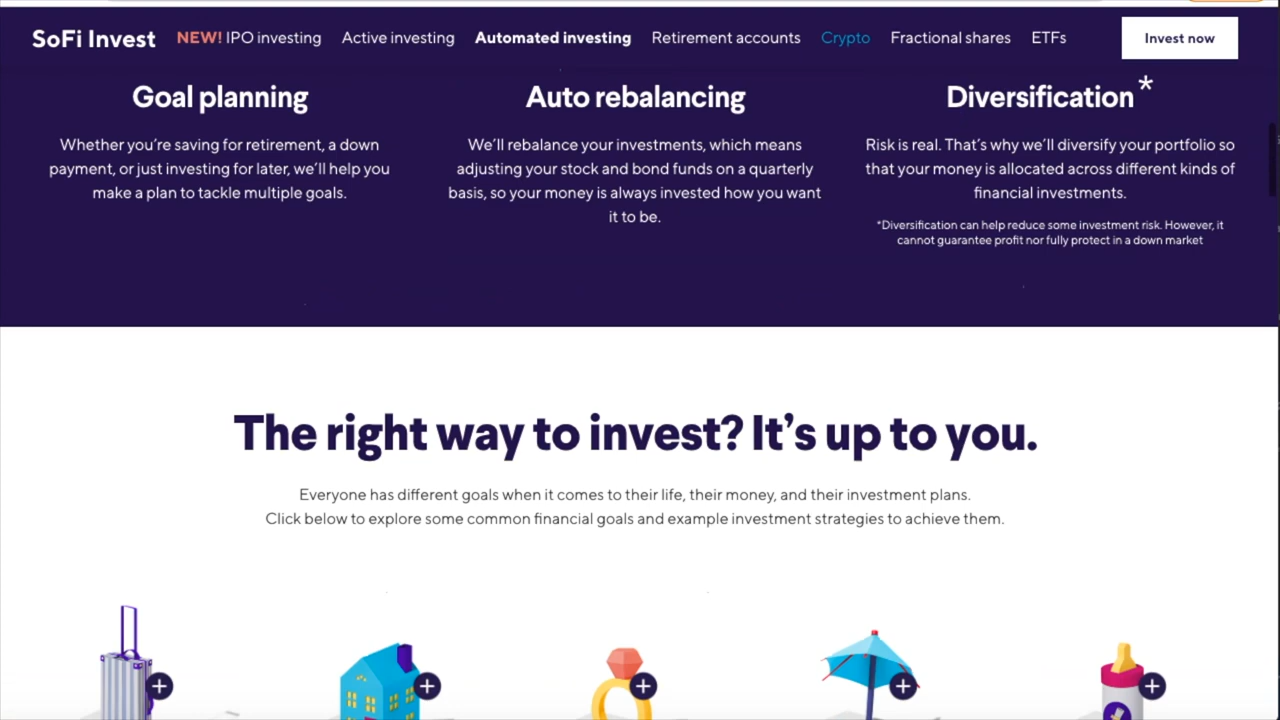 SoFi Invest NEW! IPO investing Active investing Automated investing Retirement accounts Crypto Fractional shares ETFs Invest now
Goal planning
Whether you're saving for retirement, a down
payment, or just investing for later, we'll help you
make a plan to tackle multiple goals.
Auto rebalancing
We'll rebalance your investments, which means
adjusting your stock and bond funds on a quarterly
basis, so your money is always invested how you want
it to be.
Diversification*
Risk is real. That's why we'll diversify your portfolio so
that your money is allocated across different kinds of
financial investments.
*Diversification can help reduce some investment risk. However, it
cannot guarantee profit nor fully protect in a down market
The right way to invest? It's up to you.
Everyone has different goals when it comes to their life, their money, and their investment plans.
Click below to explore some common financial goals and example investment strategies to achieve them.